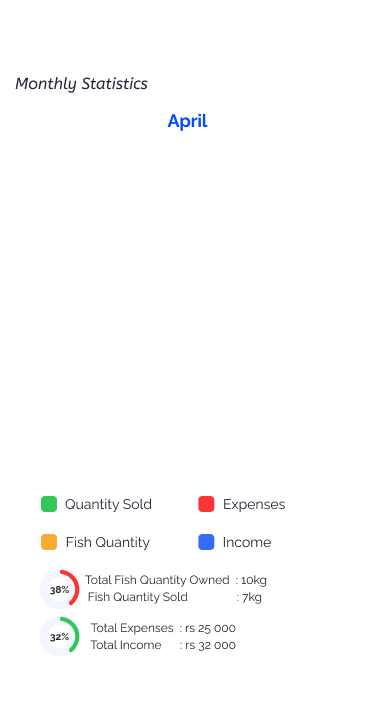 Monthly Statistics
April
Quantity Sold
Expenses
Fish Quantity
Income
38%
Total Fish Quantity Owned : 10kg
Fish Quantity Sold : 7kg
32%
Total Expenses : rs 25 000
Total Income : rs 32 000